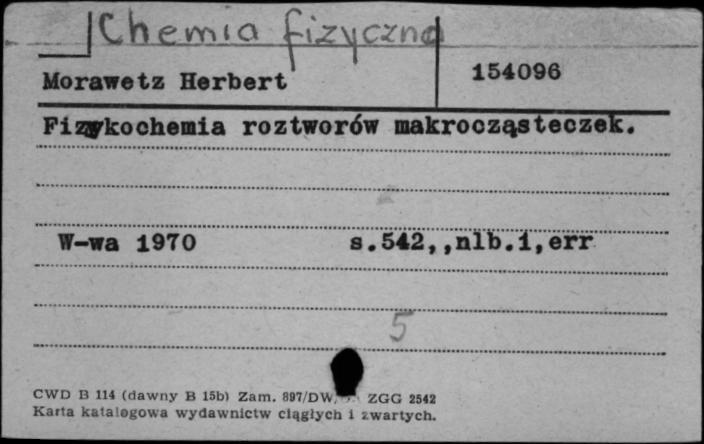 Chemia fizyczna
Morawetz Herbert 154096
Fizykochemia roztworów makrocząsteczek.
W-wa 1970 s.542,,nlb.1,err
5
CWD B 114 (dawny B 15b) Zam. 897/DW, ZGG 2542
Karta katalogowa wydawnictw ciągłych i zwartych.